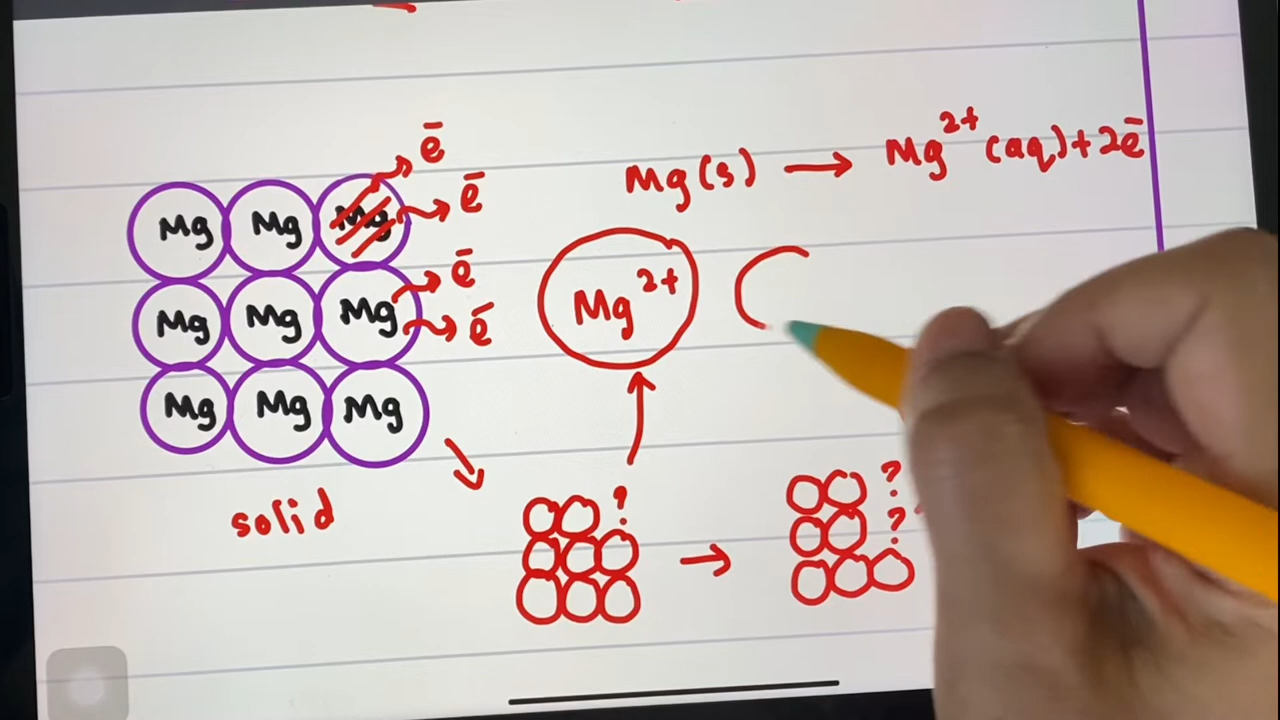 ē
Mg(s) → Mg²⁺ (aq) + 2ē
Mg Mg Mg ē
ē
Mg Mg Mg ē
Mg²⁺
Mg Mg Mg
solid
? ?
?